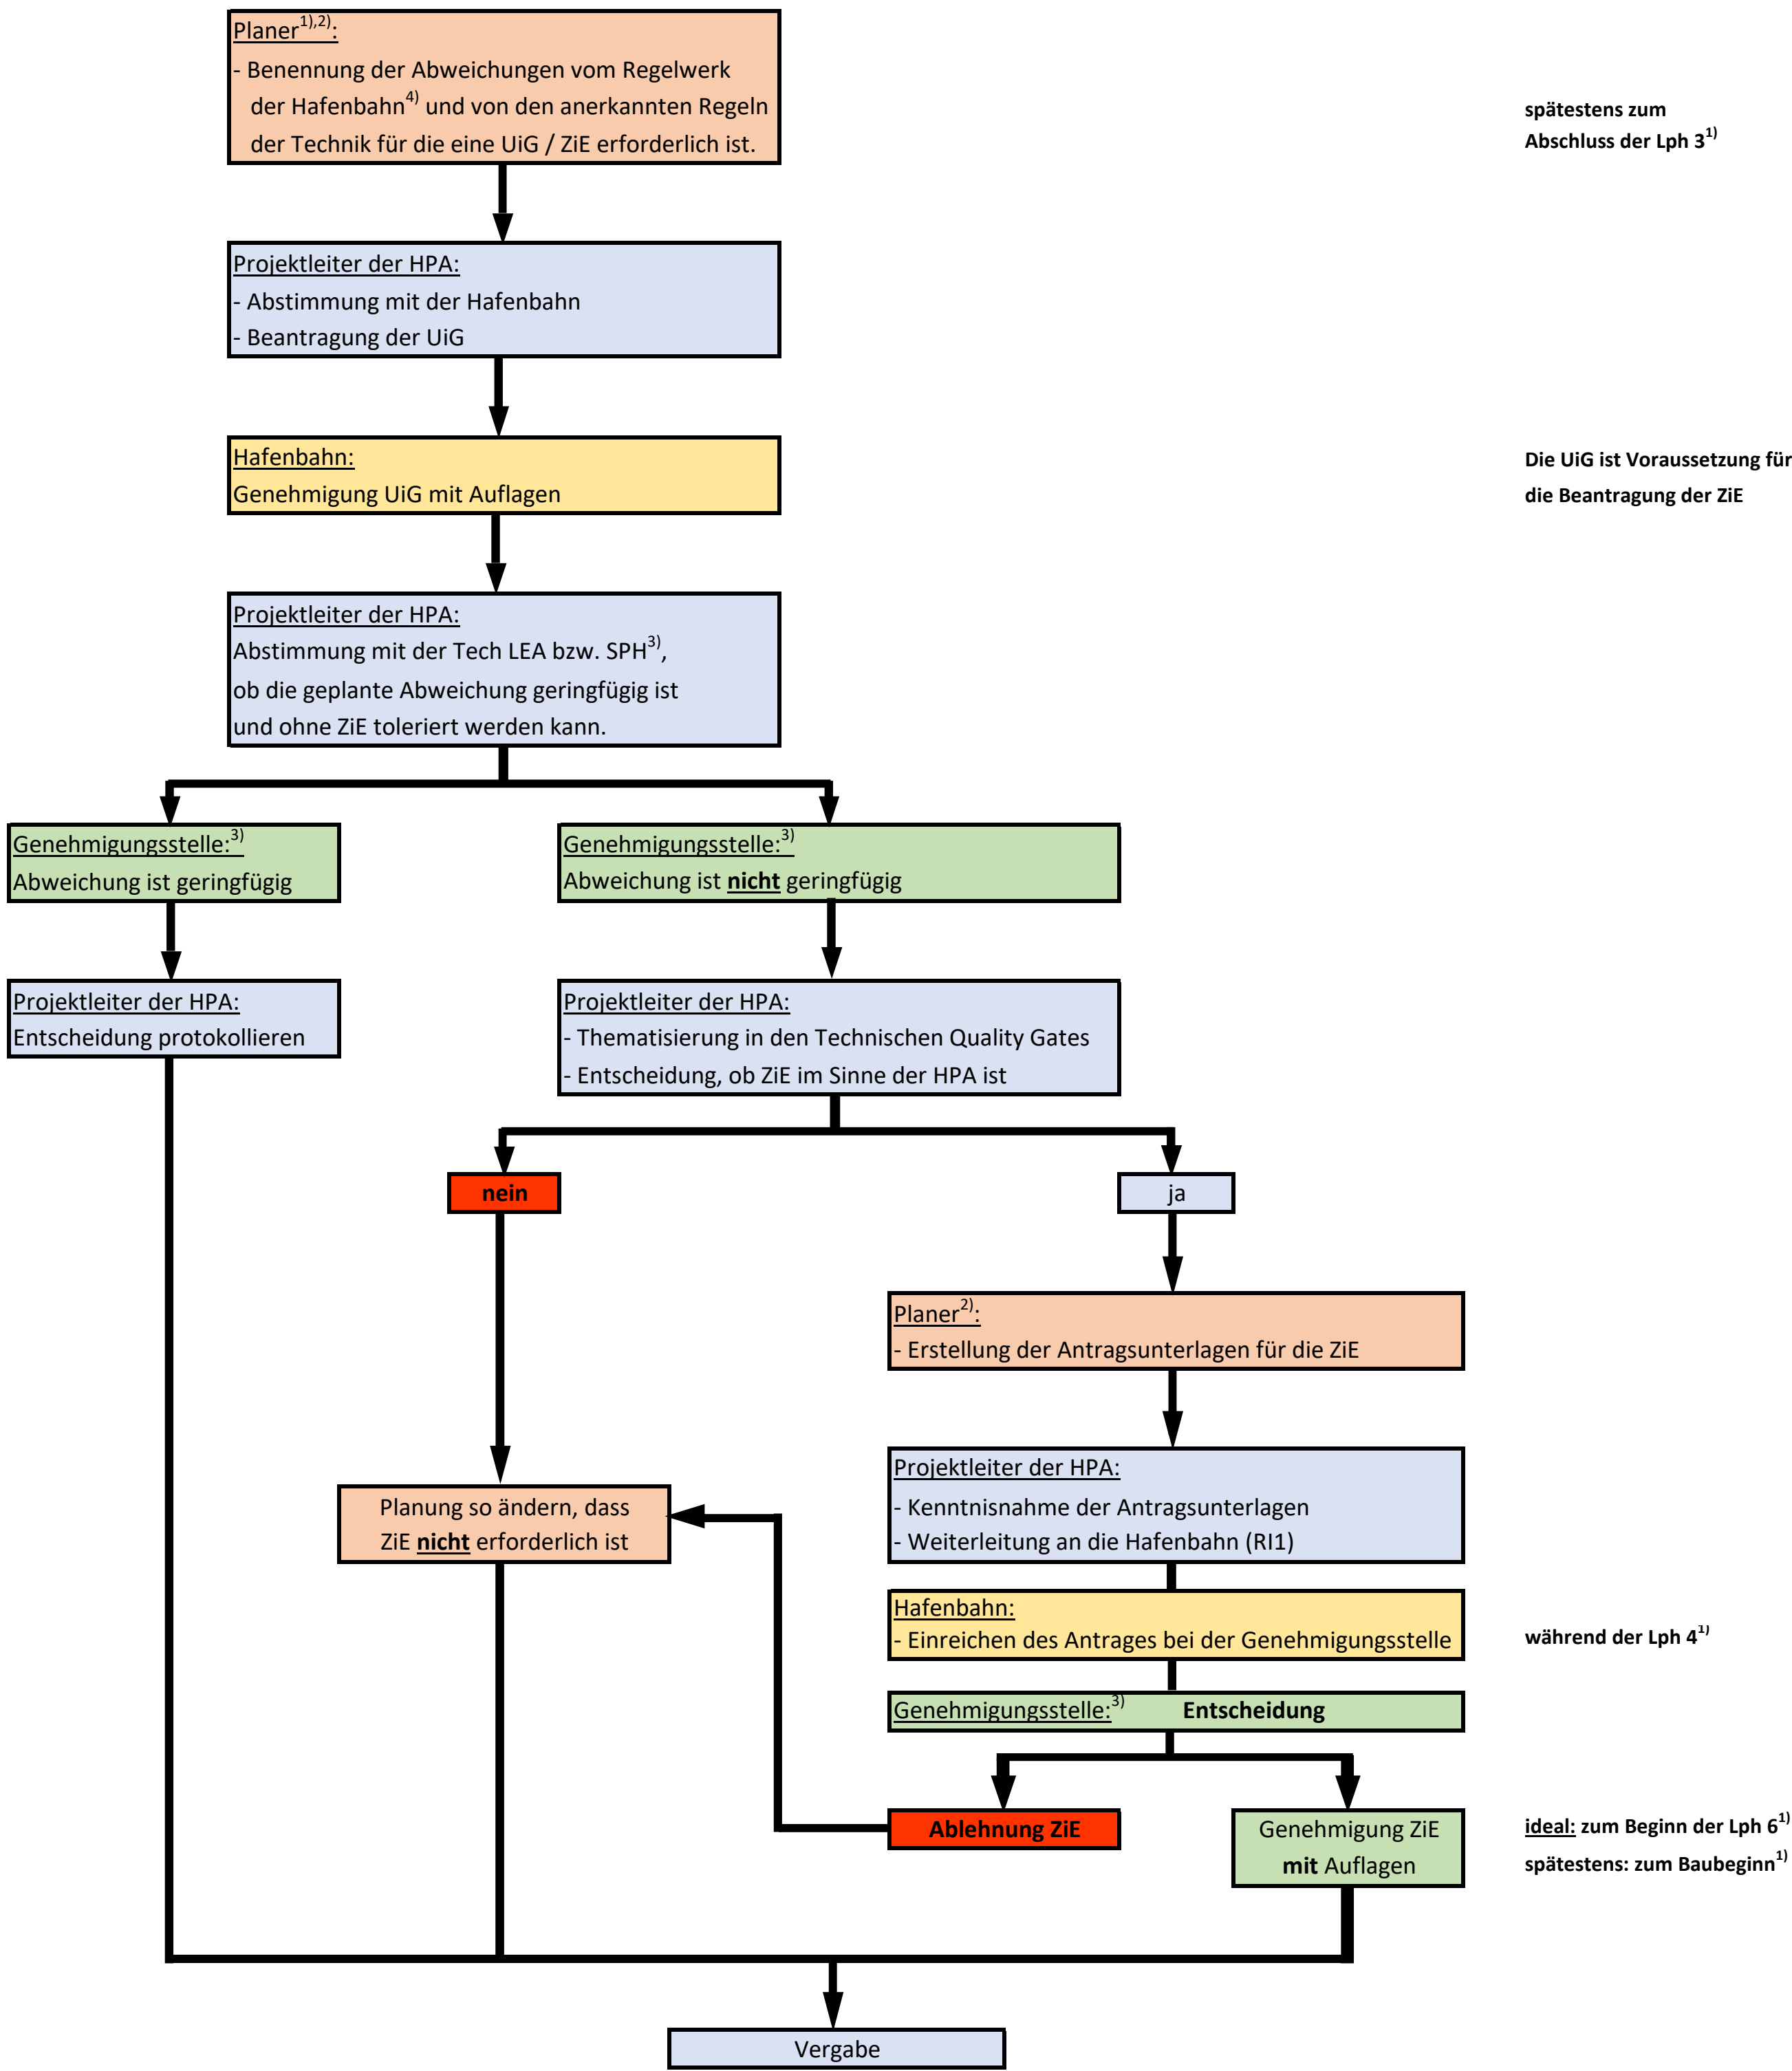 Planer1),2):
- Benennung der Abweichungen vom Regelwerk
der Hafenbahn4) und von den anerkannten Regeln
der Technik für die eine UiG / ZiE erforderlich ist.
spätestens zum
Abschluss der Lph 31)
Projektleiter der HPA:
- Abstimmung mit der Hafenbahn
- Beantragung der UiG
Hafenbahn:
Genehmigung UiG mit Auflagen
Die UiG ist Voraussetzung für
die Beantragung der ZiE
Projektleiter der HPA:
Abstimmung mit der Tech LEA bzw. SPH3),
ob die geplante Abweichung geringfügig ist
und ohne ZiE toleriert werden kann.
Genehmigungsstelle:3)
Abweichung ist geringfügig
Genehmigungsstelle:3)
Abweichung ist nicht geringfügig
Projektleiter der HPA:
Entscheidung protokollieren
Projektleiter der HPA:
- Thematisierung in den Technischen Quality Gates
- Entscheidung, ob ZiE im Sinne der HPA ist
nein
ja
Planer2):
- Erstellung der Antragsunterlagen für die ZiE
Projektleiter der HPA:
- Kenntnisnahme der Antragsunterlagen
- Weiterleitung an die Hafenbahn (RI1)
Planung so ändern, dass
ZiE nicht erforderlich ist
Hafenbahn:
- Einreichen des Antrages bei der Genehmigungsstelle
während der Lph 41)
Genehmigungsstelle:3) Entscheidung
Ablehnung ZiE
Genehmigung ZiE
mit Auflagen
ideal: zum Beginn der Lph 61)
spätestens: zum Baubeginn1)
Vergabe